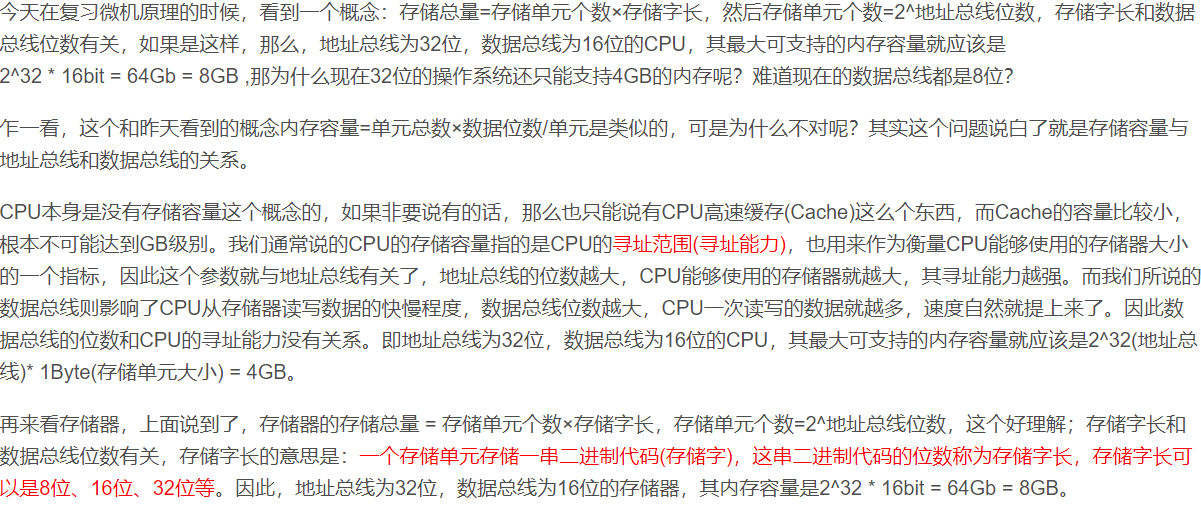 今天在复习微机原理的时候，看到一个概念：存储总量=存储单元个数×存储字长，然后存储单元个数=2^地址总线位数，存储字长和数据
总线位数有关，如果是这样，那么，地址总线为32位，数据总线为16位的CPU，其最大可支持的内存容量就应该是
2^32 * 16bit = 64Gb = 8GB ,那为什么现在32位的操作系统还只能支持4GB的内存呢？难道现在的数据总线都是8位？
乍一看，这个和昨天看到的概念内存容量=单元总数×数据位数/单元是类似的，可是为什么不对呢？其实这个问题说白了就是存储容量与
地址总线和数据总线的关系。
CPU本身是没有存储容量这个概念的，如果非要说有的话，那么也只能说有CPU高速缓存(Cache)这么个东西，而Cache的容量比较小，
根本不可能达到GB级别。我们通常说的CPU的存储容量指的是CPU的寻址范围(寻址能力)，也用来作为衡量CPU能够使用的存储器大小
的一个指标，因此这个参数就与地址总线有关了，地址总线的位数越大，CPU能够使用的存储器就越大，其寻址能力越强。而我们所说的
数据总线则影响了CPU从存储器读写数据的快慢程度，数据总线位数越大，CPU一次读写的数据就越多，速度自然就提上来了。因此数
据总线的位数和CPU的寻址能力没有关系。即地址总线为32位，数据总线为16位的CPU，其最大可支持的内存容量就应该是2^32(地址总
线)* 1Byte(存储单元大小) = 4GB。
再来看存储器，上面说到了，存储器的存储总量 = 存储单元个数×存储字长，存储单元个数=2^地址总线位数，这个好理解；存储字长和
数据总线位数有关，存储字长的意思是：一个存储单元存储一串二进制代码(存储字)，这串二进制代码的位数称为存储字长，存储字长可
以是8位、16位、32位等。因此，地址总线为32位，数据总线为16位的存储器，其内存容量是2^32 * 16bit = 64Gb = 8GB。